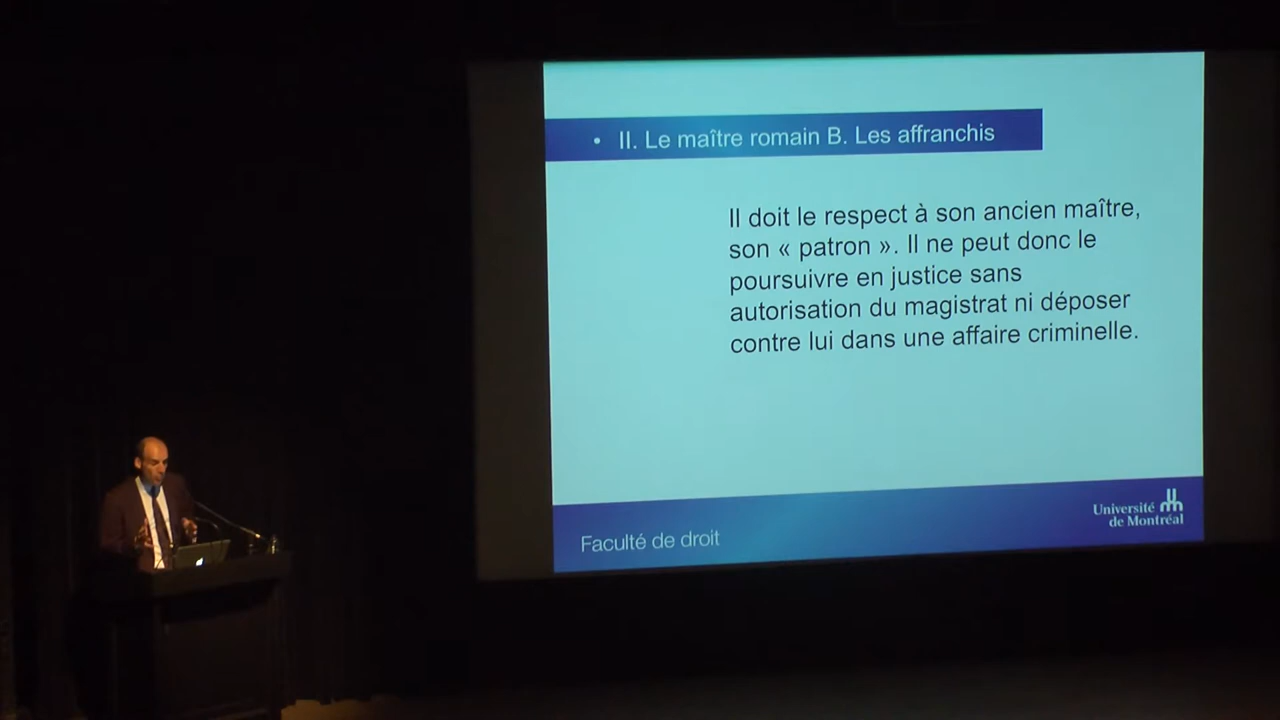 • II. Le maître romain B. Les affranchis
Il doit le respect à son ancien maître,
son « patron ». Il ne peut donc le
poursuivre en justice sans
autorisation du magistrat ni déposer
contre lui dans une affaire criminelle.
Faculté de droit
Université
de Montréal